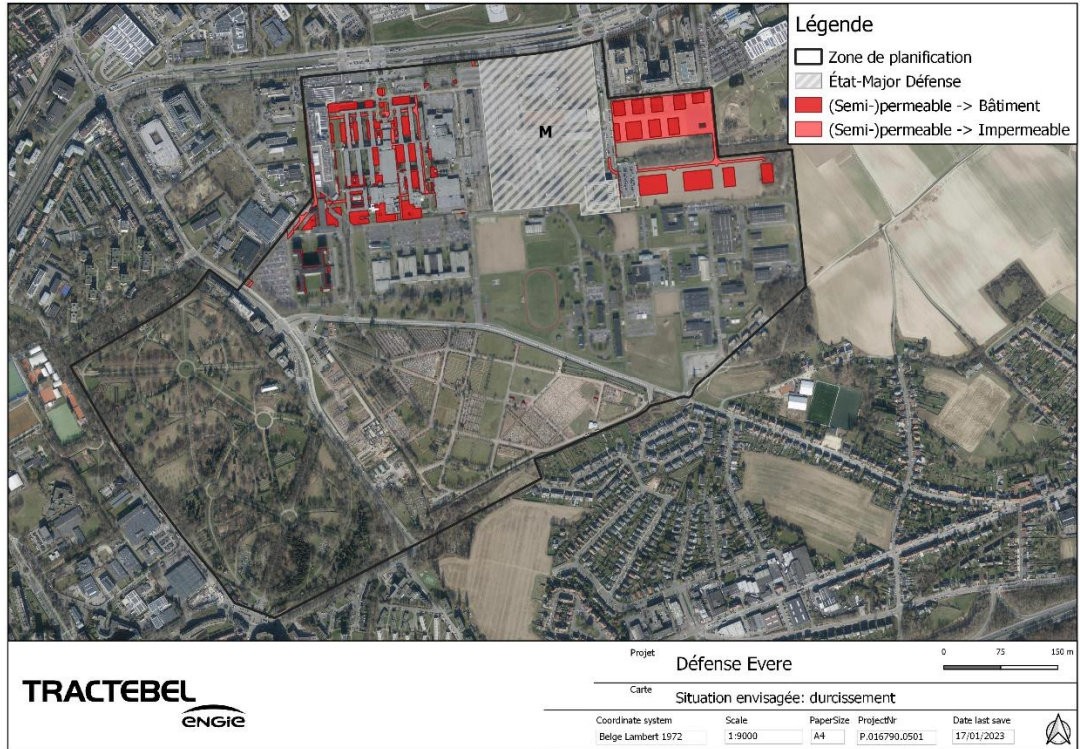 Légende
Zone de planification
État-Major Défense
(Semi-)permeable -> Bâtiment
(Semi-)permeable -> Impermeable
M
TRACTEBEL
ENGIE
Projet
Défense Evere
0 75 150 m
Carte
Situation envisagée: durcissement
Coordinate system Scale PaperSize ProjectNr Date last save
Belge Lambert 1972 1:9000 A4 P.016790.0501 17/01/2023